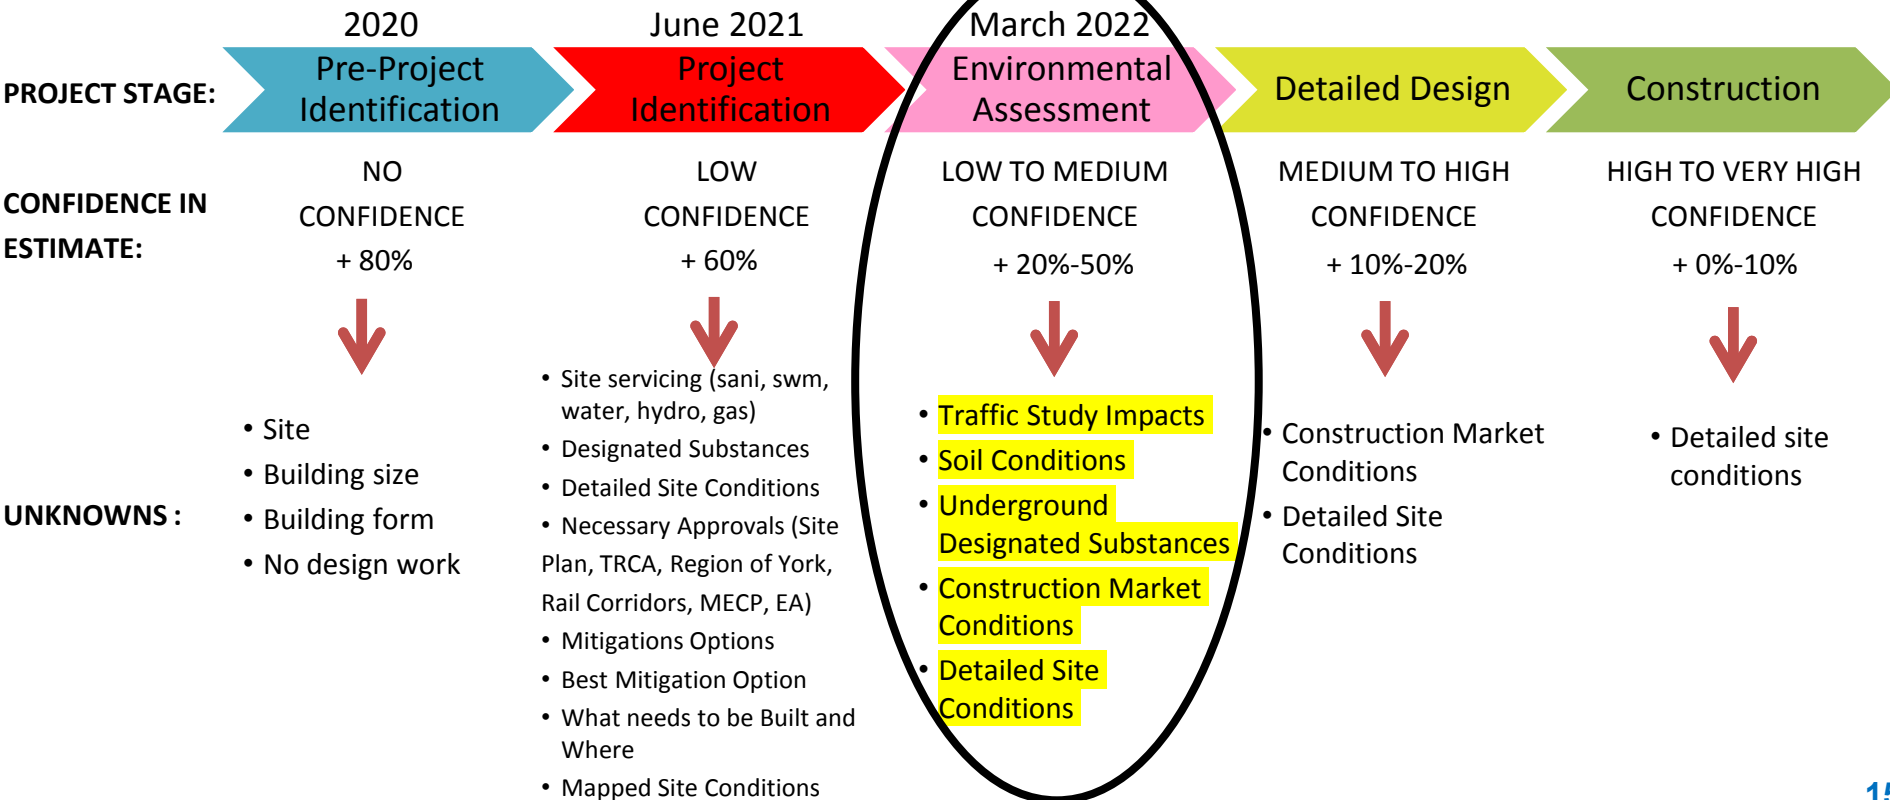 2020
June 2021
March 2022
PROJECT STAGE:
Pre-Project
Identification
Project
Identification
Environmental
Assessment
Detailed Design
Construction
CONFIDENCE IN
ESTIMATE:
NO
CONFIDENCE
+ 80%
LOW
CONFIDENCE
+ 60%
LOW TO MEDIUM
CONFIDENCE
+ 20%-50%
MEDIUM TO HIGH
CONFIDENCE
+ 10%-20%
HIGH TO VERY HIGH
CONFIDENCE
+ 0%-10%
UNKNOWNS :
• Site
• Building size
• Building form
• No design work
• Site servicing (sani, swm,
water, hydro, gas)
• Designated Substances
• Detailed Site Conditions
• Necessary Approvals (Site
Plan, TRCA, Region of York,
Rail Corridors, MECP, EA)
• Mitigations Options
• Best Mitigation Option
• What needs to be Built and
Where
• Mapped Site Conditions
• Traffic Study Impacts
• Soil Conditions
• Underground
Designated Substances
• Construction Market
Conditions
• Detailed Site
Conditions
• Construction Market
Conditions
• Detailed Site
Conditions
• Detailed site
conditions
15